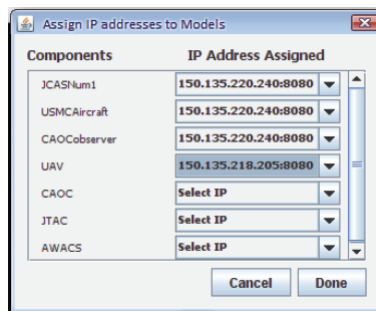 Assign IP addresses to Models
Components IP Address Assigned
JCASNum1 150.135.220.240:8080
USMCAircraft 150.135.220.240:8080
CAOCobserver 150.135.220.240:8080
UAV 150.135.218.205:8080
CAOC Select IP
JTAC Select IP
AWACS Select IP
Cancel Done